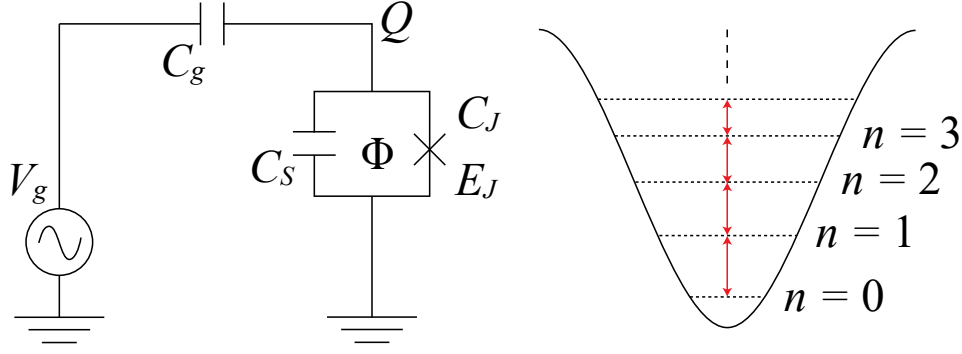 Q
C_g
C_J
C_S
Φ
E_J
V_g
n = 3
n = 2
n = 1
n = 0